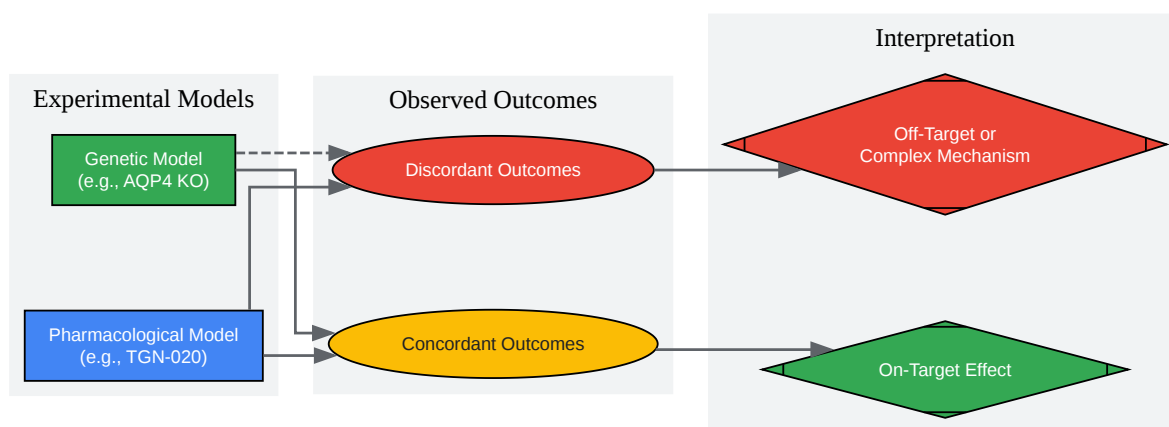 Experimental Models
Genetic Model
(e.g., AQP4 KO)
Pharmacological Model
(e.g., TGN-020)
Observed Outcomes
Discordant Outcomes
Concordant Outcomes
Interpretation
Off-Target or
Complex Mechanism
On-Target Effect